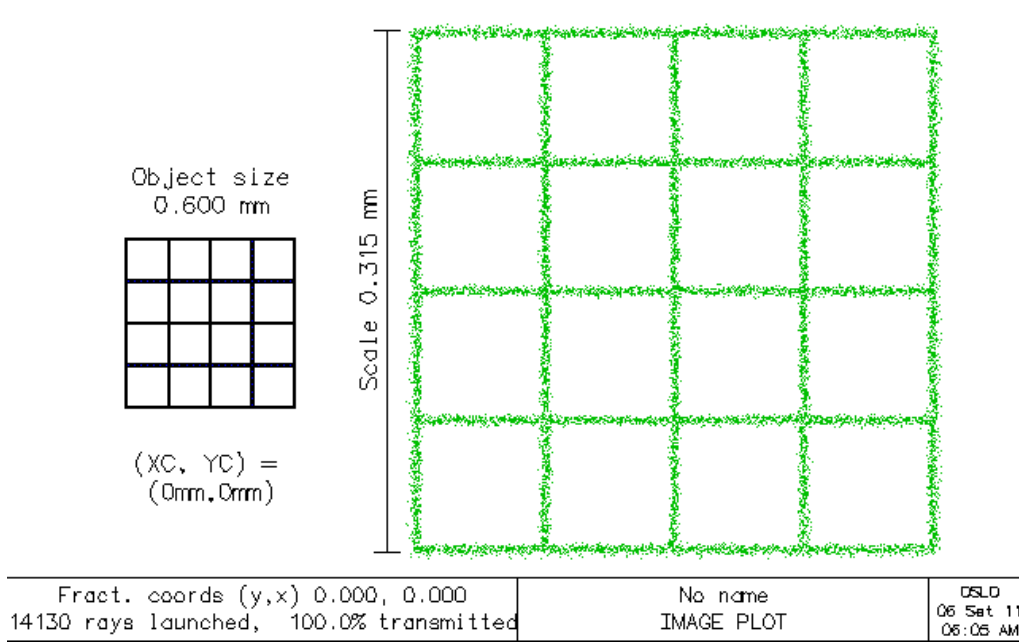 Object size
0.600 mm
Scale 0.315 mm
(XC, YC) =
(0mm,0mm)
Fract. coords (y,x) 0.000, 0.000
14130 rays launched, 100.0% transmitted
No name
IMAGE PLOT
OSLO
06 Set 11
06:05 AM